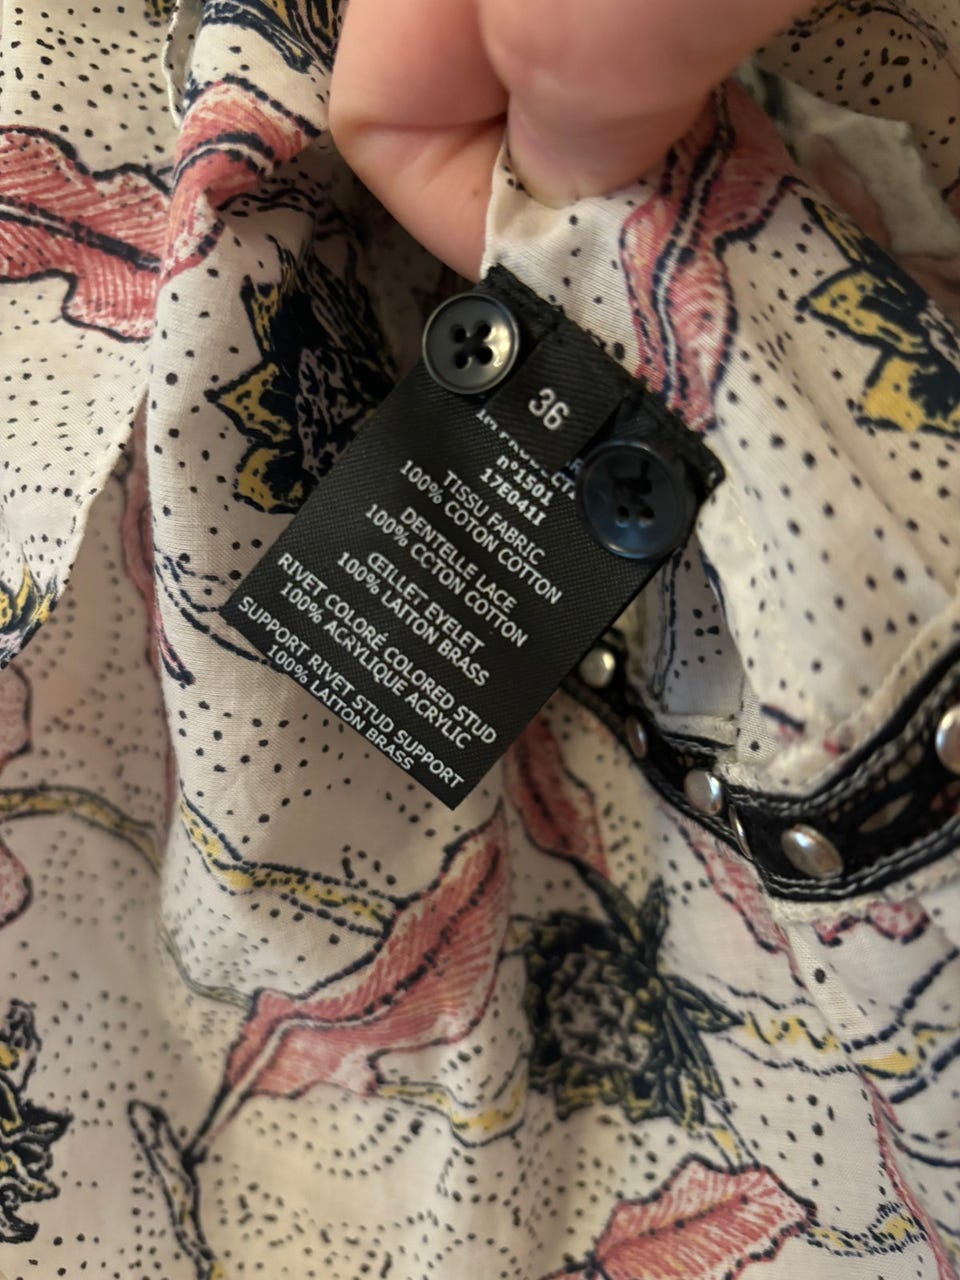 36
n°1501
17E041I
TISSU FABRIC
100% COTON COTTON
DENTELLE LACE
100% CCTON COTTON
ŒILLET EYELET
100% LAITON BRASS
RIVET COLORÉ COLORED STUD
100% ACRYLIQUE ACRYLIC
SUPPORT RIVET STUD SUPPORT
100% LAITON BRASS